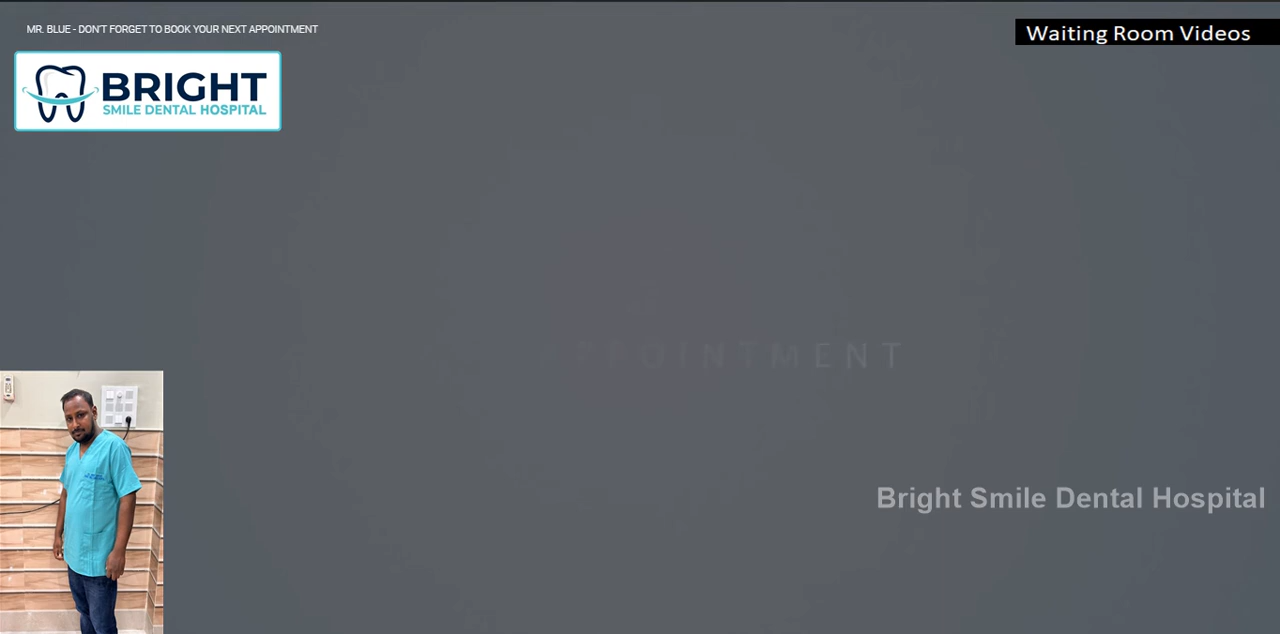 MR. BLUE - DON'T FORGET TO BOOK YOUR NEXT APPOINTMENT
Waiting Room Videos
BRIGHT
SMILE DENTAL HOSPITAL
APPOINTMENT
Bright Smile Dental Hospital